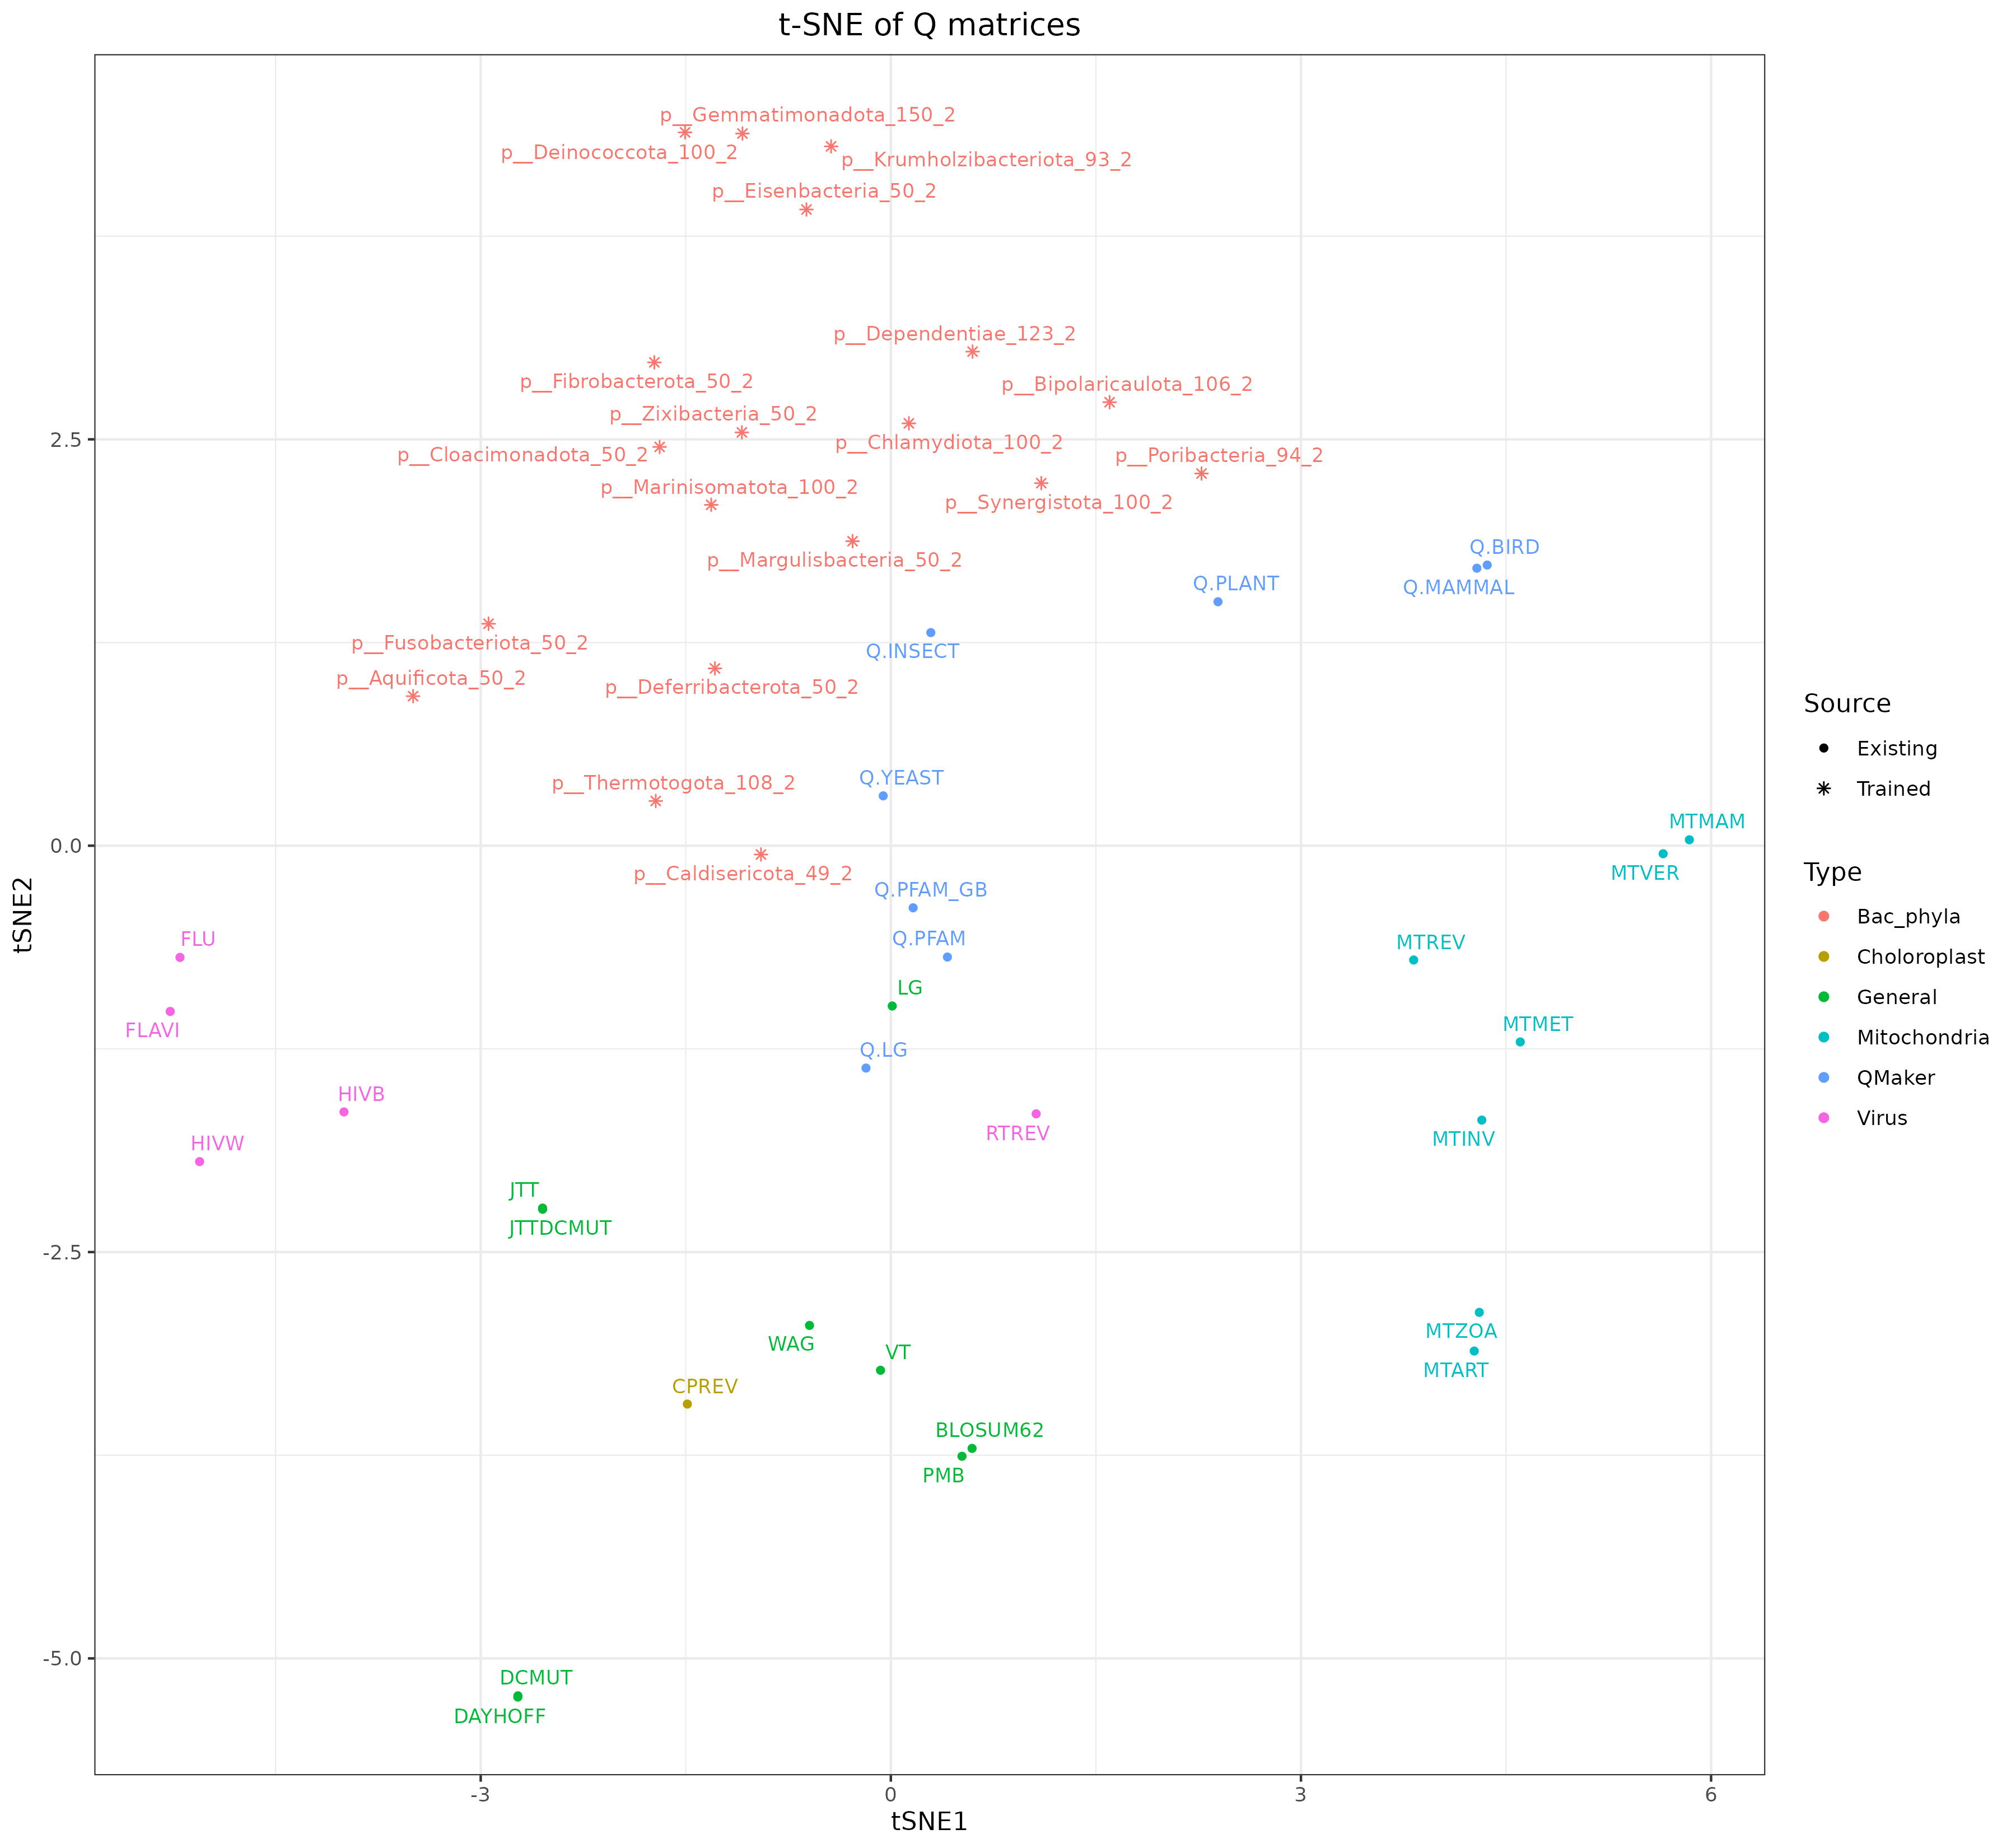 t-SNE of Q matrices
p__Gemmatimonadota_150_2
p__Deinococcota_100_2
p__Krumholzibacteriota_93_2
p__Eisenbacteria_50_2
p__Dependentiae_123_2
p__Fibrobacterota_50_2
p__Bipolaricaulota_106_2
p__Zixibacteria_50_2
2.5
p__Chlamydiota_100_2
p__Cloacimonadota_50_2
p__Poribacteria_94_2
p__Marinisomatota_100_2
p__Synergistota_100_2
Q.BIRD
p__Margulisbacteria_50_2
Q.PLANT
Q.MAMMAL
p__Fusobacteriota_50_2
Q.INSECT
p__Aquificota_50_2
p__Deferribacterota_50_2
Source
Existing
Trained
Q.YEAST
p__Thermotogota_108_2
MTMAM
0.0
p__Caldisericota_49_2
MTVER
Type
Q.PFAM_GB
Bac_phyla
FLU
Q.PFAM
MTREV
Choloroplast
tSNE2
LG
General
FLAVI
MTMET
Mitochondria
Q.LG
QMaker
HIVB
Virus
RTREV
MTINV
HIVW
JTT
JTTDCMUT
-2.5
MTZOA
WAG
VT
MTART
CPREV
BLOSUM62
PMB
-5.0
DCMUT
DAYHOFF
-3
0
3
6
tSNE1